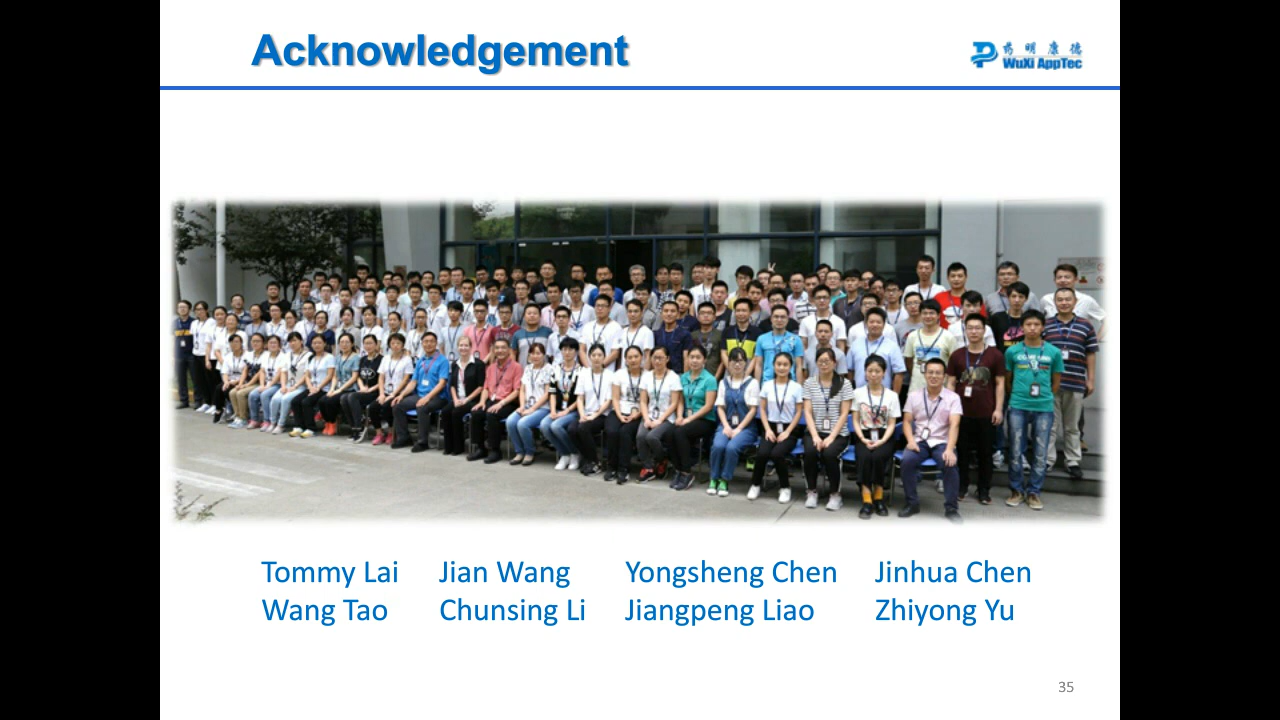 Acknowledgement
药明康德
WuXi AppTec
Tommy Lai Jian Wang Yongsheng Chen Jinhua Chen
Wang Tao Chunsing Li Jiangpeng Liao Zhiyong Yu
35